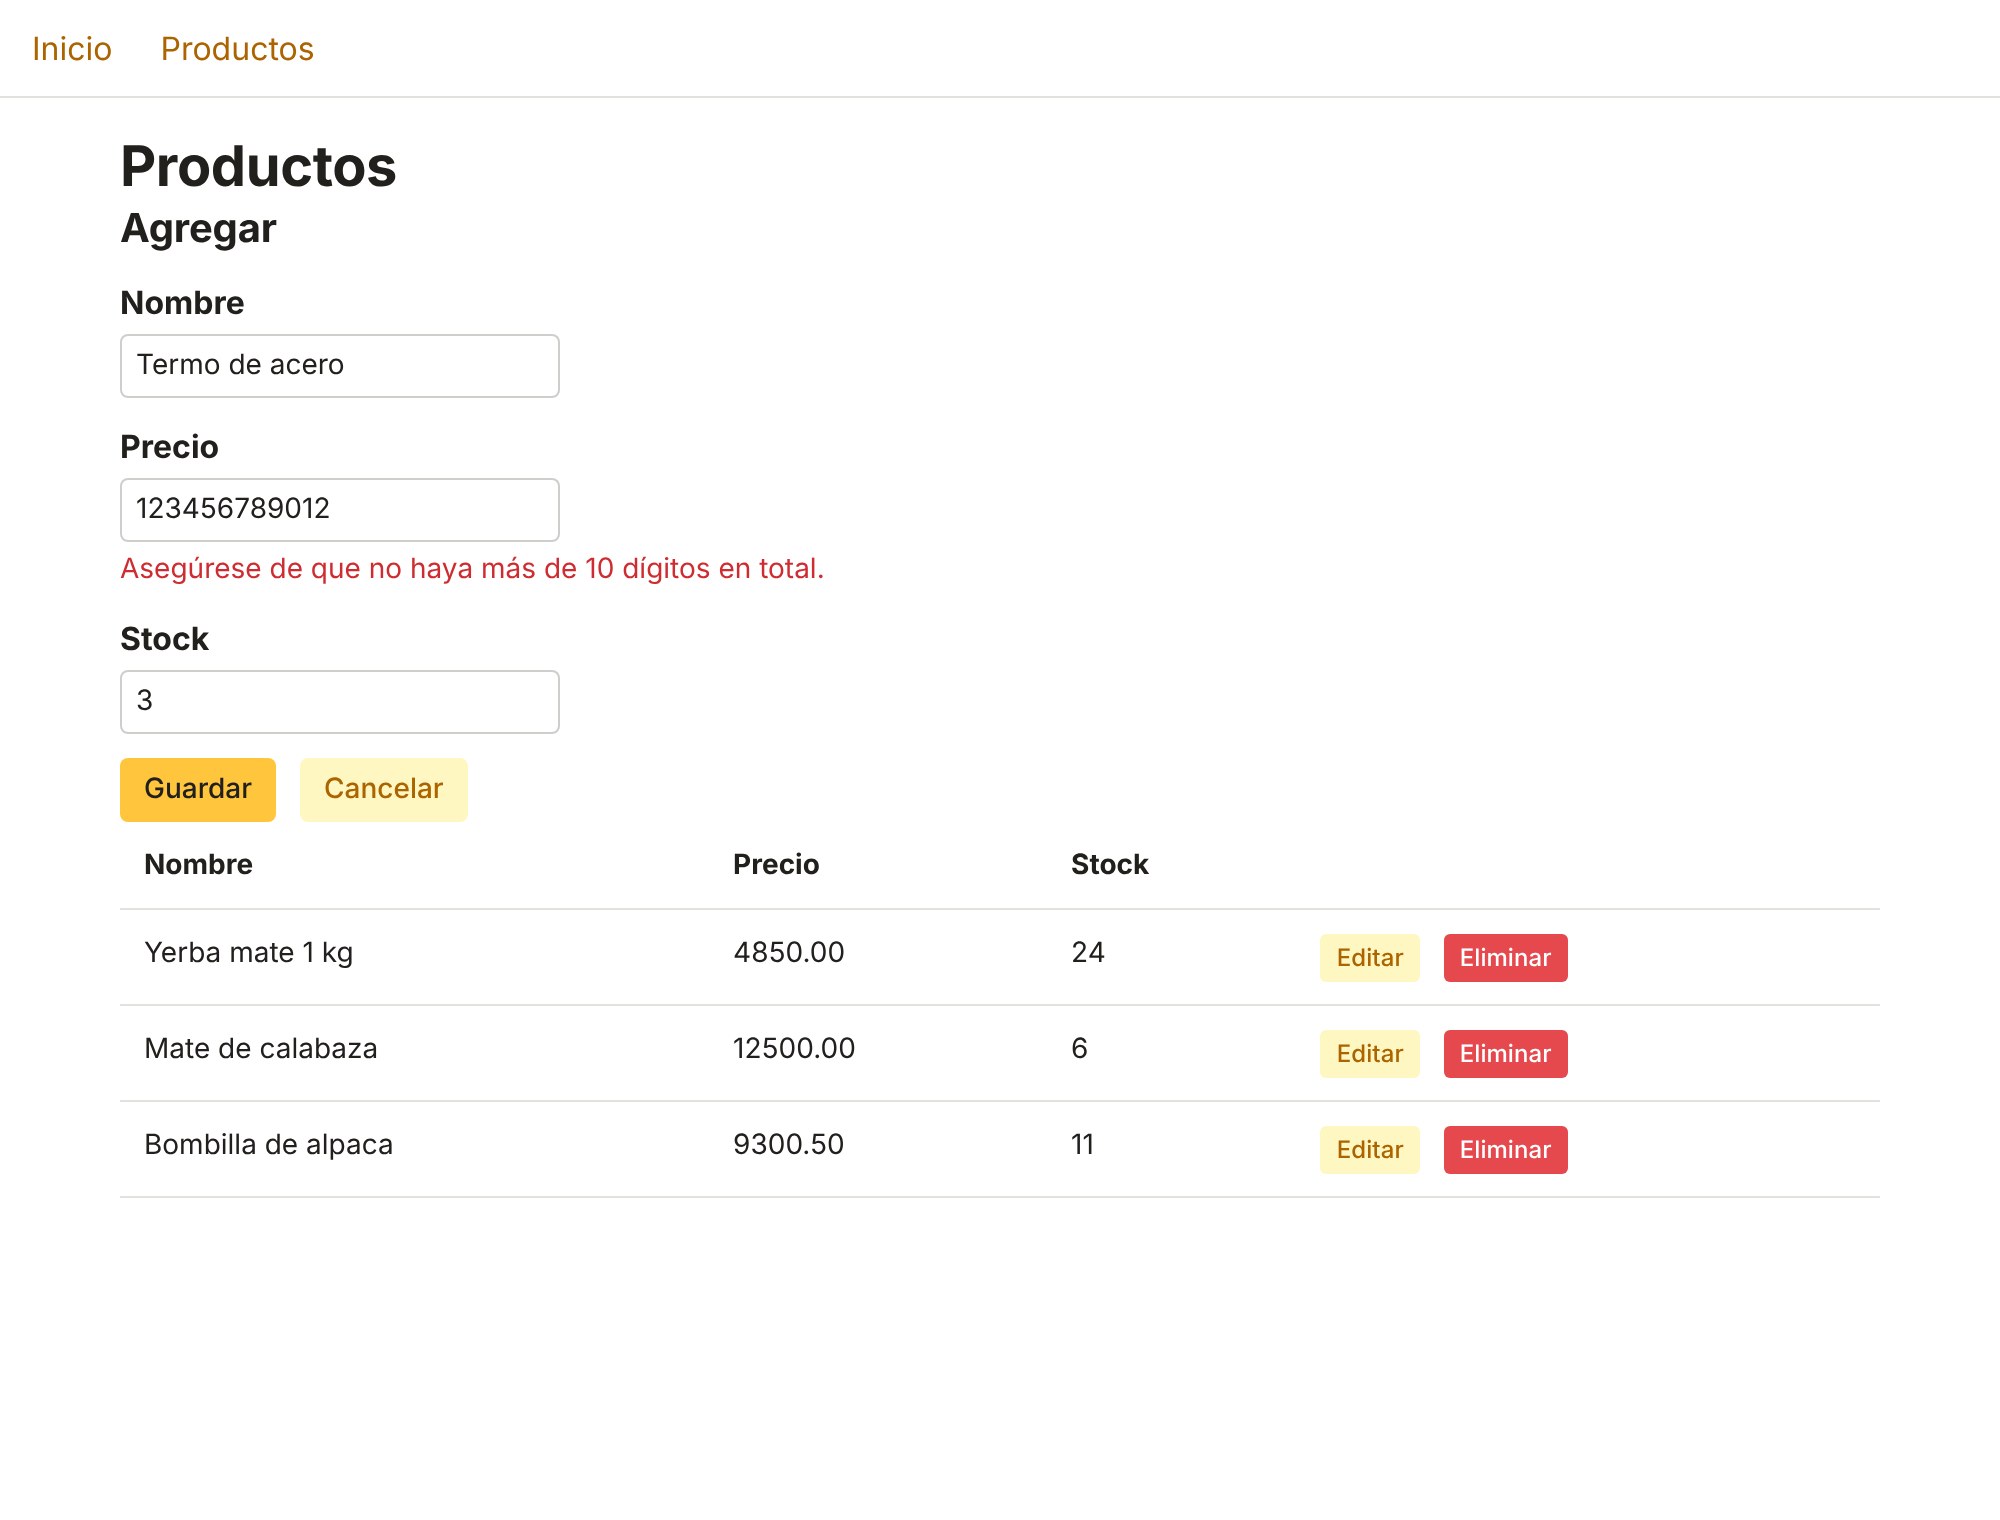 Inicio Productos
Productos
Agregar
Nombre
Termo de acero
Precio
123456789012
Asegúrese de que no haya más de 10 dígitos en total.
Stock
3
Guardar Cancelar
Nombre Precio Stock
Yerba mate 1 kg 4850.00 24 Editar Eliminar
Mate de calabaza 12500.00 6 Editar Eliminar
Bombilla de alpaca 9300.50 11 Editar Eliminar